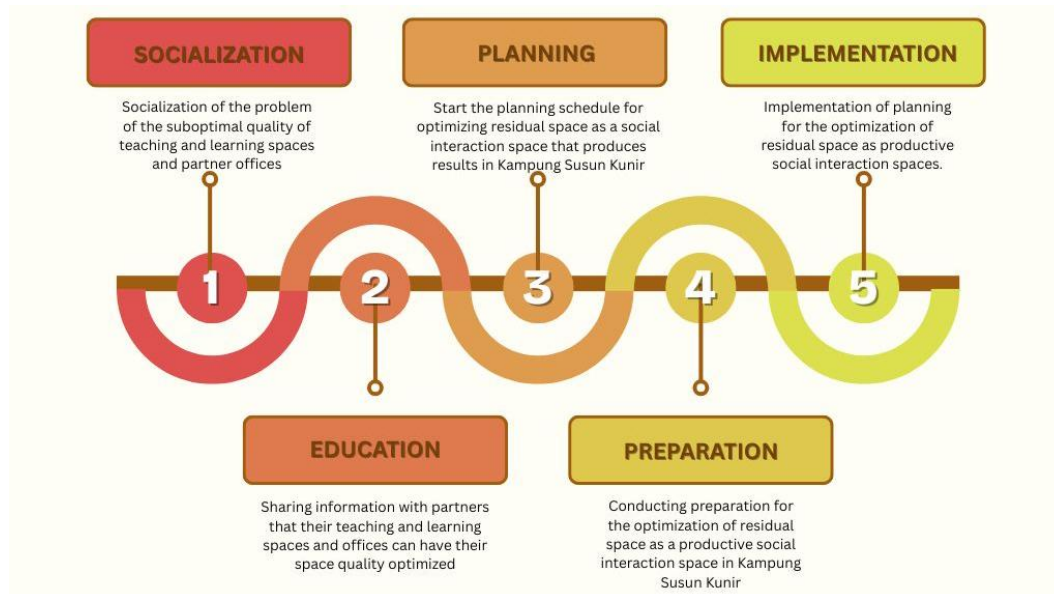 SOCIALIZATION
Socialization of the problem
of the suboptimal quality of
teaching and learning spaces
and partner offices
1
EDUCATION
Sharing information with partners
that their teaching and learning
spaces and offices can have their
space quality optimized
2
PLANNING
Start the planning schedule for
optimizing residual space as a social
interaction space that produces
results in Kampung Susun Kunir
3
PREPARATION
Conducting preparation for
the optimization of residual
space as a productive social
interaction space in Kampung
Susun Kunir
4
IMPLEMENTATION
Implementation of planning
for the optimization of
residual space as productive
social interaction spaces.
5